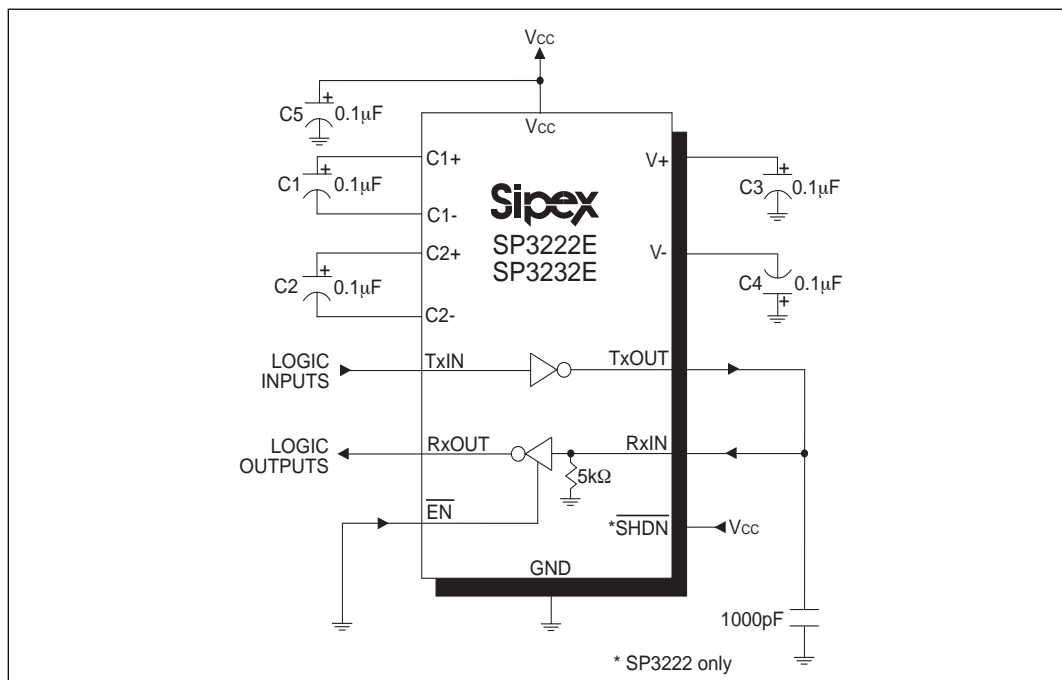 Vcc
C5
+
0.1μF
Vcc
C1
+
0.1μF
C1+
C1-
C2
+
0.1μF
C2+
C2-
Sipex
SP3222E
SP3232E
V+
C3
+
0.1μF
V-
C4
+
0.1μF
LOGIC
INPUTS
TxIN
TxOUT
LOGIC
OUTPUTS
RxOUT
RxIN
5kΩ
EN
*SHDN
Vcc
GND
1000pF
* SP3222 only